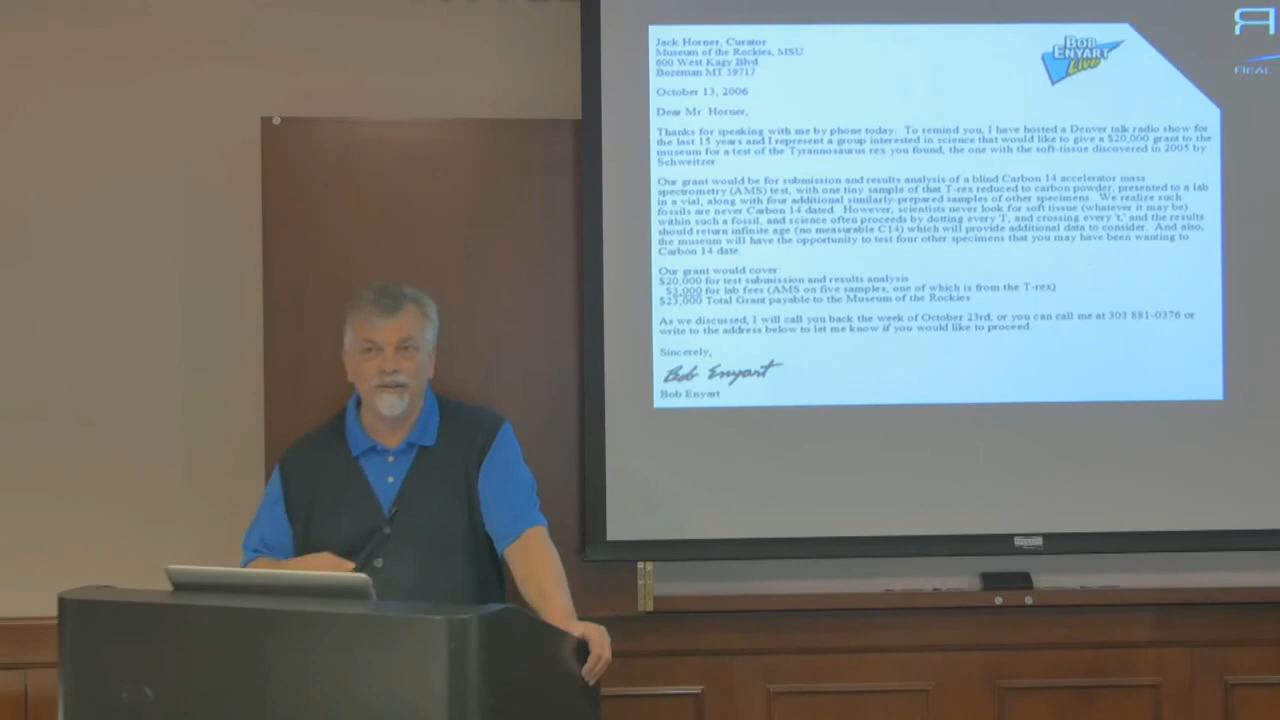 Jack Horner, Curator
Museum of the Rockies, MSU
600 West Kagy Blvd
Bozeman MT 59717
October 13, 2006
Dear Mr. Horner,
Thanks for speaking with me by phone today. To remind you, I have hosted a Denver talk radio show for
the last 15 years and I represent a group interested in science that would like to give a $20,000 grant to the
museum for a test of the Tyrannosaurus rex you found, the one with the soft-tissue discovered in 2005 by
Schweitzer.
Our grant would be for submission and results analysis of a blind Carbon 14 accelerator mass
spectrometry (AMS) test, with one tiny sample of that T-rex reduced to carbon powder, presented to a lab
in a vial, along with four additional similarly-prepared samples of other specimens. We realize such
fossils are never Carbon 14 dated. However, scientists never look for soft tissue (whatever it may be)
within such a fossil, and science often proceeds by dotting every 'I', and crossing every 't,' and the results
should return infinite age (no measurable C14) which will provide additional data to consider. And also,
the museum will have the opportunity to test four other specimens that you may have been wanting to
Carbon 14 date.
Our grant would cover:
$20,000 for test submission and results analysis
$3,000 for lab fees (AMS on five samples, one of which is from the T-rex)
$23,000 Total Grant payable to the Museum of the Rockies
As we discussed, I will call you back the week of October 23rd, or you can call me at 303 881-0376 or
write to the address below to let me know if you would like to proceed.
Sincerely,
Bob Enyart
Bob Enyart
BOB
ENYART
Live
REAL